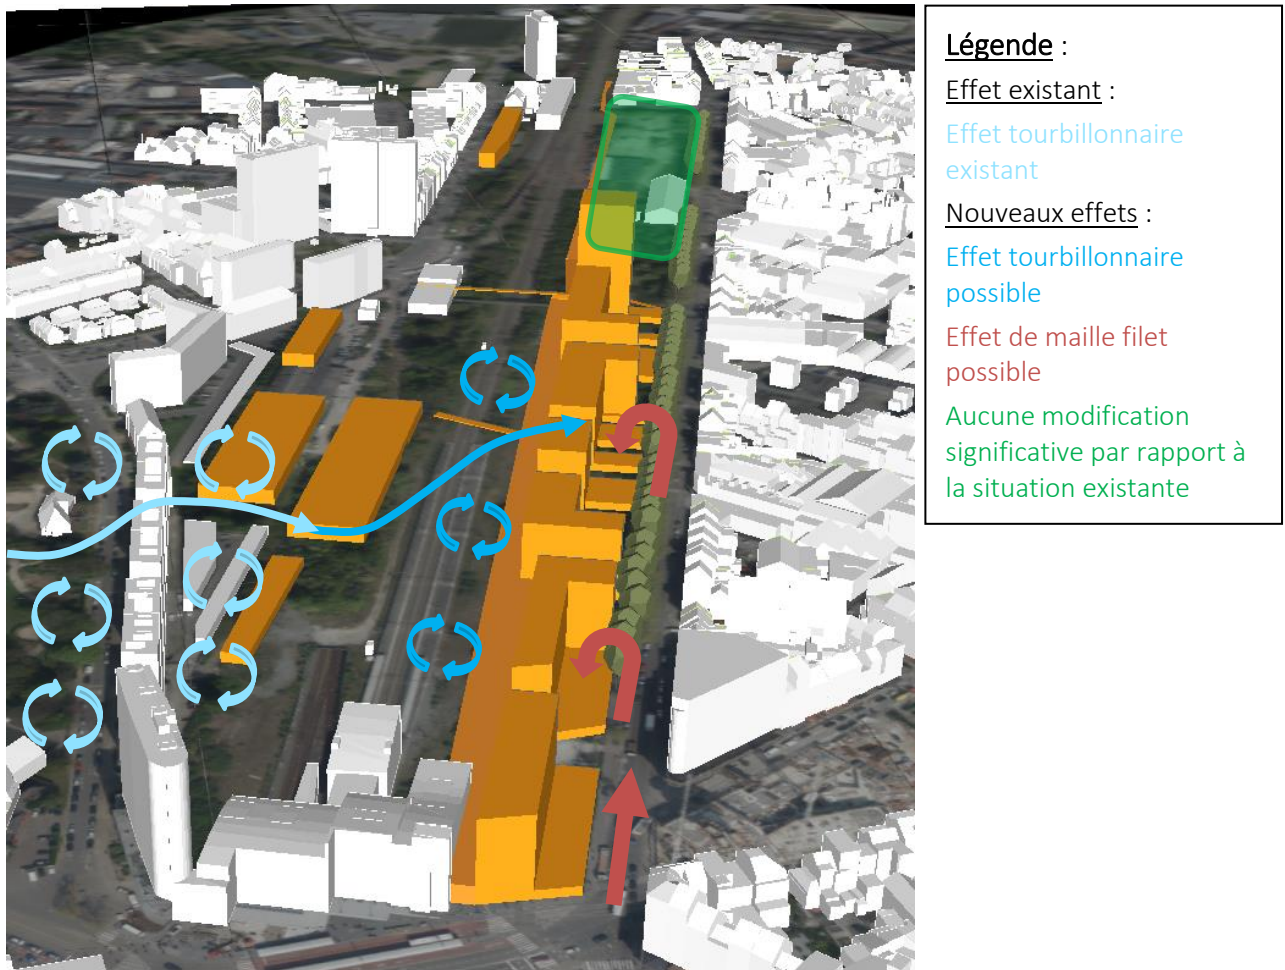 Légende :
Effet existant :
Effet tourbillonnaire
existant
Nouveaux effets :
Effet tourbillonnaire
possible
Effet de maille filet
possible
Aucune modification
significative par rapport à
la situation existante